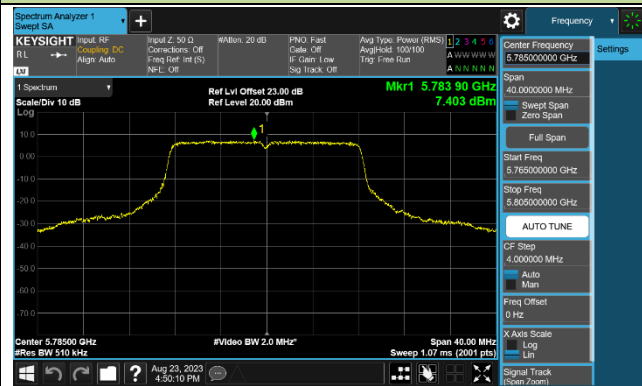 Spectrum Analyzer 1
Swept SA
Frequency
KEYSIGHT
RL
LXI
Input: RF
Coupling: DC
Align: Auto
Input Z: 50 Ω
Corrections: Off
Freq Ref: Int (S)
NFE: Off
#Atten: 20 dB
PNO: Fast
Gate: Off
IF Gain: Low
Sig Track: Off
Avg Type: Power (RMS)
Avg|Hold: 100/100
Trig: Free Run
1 2 3 4 5 6
A W W W W W
A N N N N N
1 Spectrum
Scale/Div 10 dB
Log
Ref Lvl Offset 23.00 dB
Ref Level 20.00 dBm
Mkr1 5.783 90 GHz
7.403 dBm
1
10.0
0.00
-10.0
-20.0
-30.0
-40.0
-50.0
-60.0
-70.0
Center 5.78500 GHz
#Res BW 510 kHz
#Video BW 2.0 MHz*
Span 40.00 MHz
Sweep 1.07 ms (2001 pts)
Center Frequency
5.785000000 GHz
Settings
Span
40.0000000 MHz
Swept Span
Zero Span
Full Span
Start Freq
5.765000000 GHz
Stop Freq
5.805000000 GHz
AUTO TUNE
CF Step
4.000000 MHz
Auto
Man
Freq Offset
0 Hz
X Axis Scale
Log
Lin
Signal Track
(Span Zoom)
Aug 23, 2023
4:50:10 PM